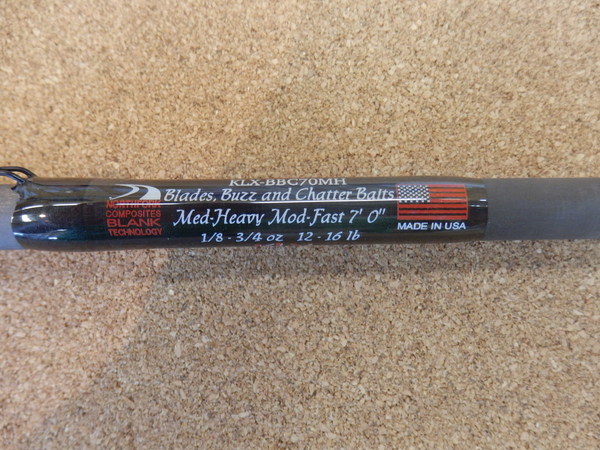 KLX-BBC70MH
Blades, Buzz and Chatter Baits
Med-Heavy Mod-Fast 7' 0"
1/8 - 3/4 oz 12 - 16 lb
NORTHFORK
COMPOSITES
BLANK
TECHNOLOGY
MADE IN USA